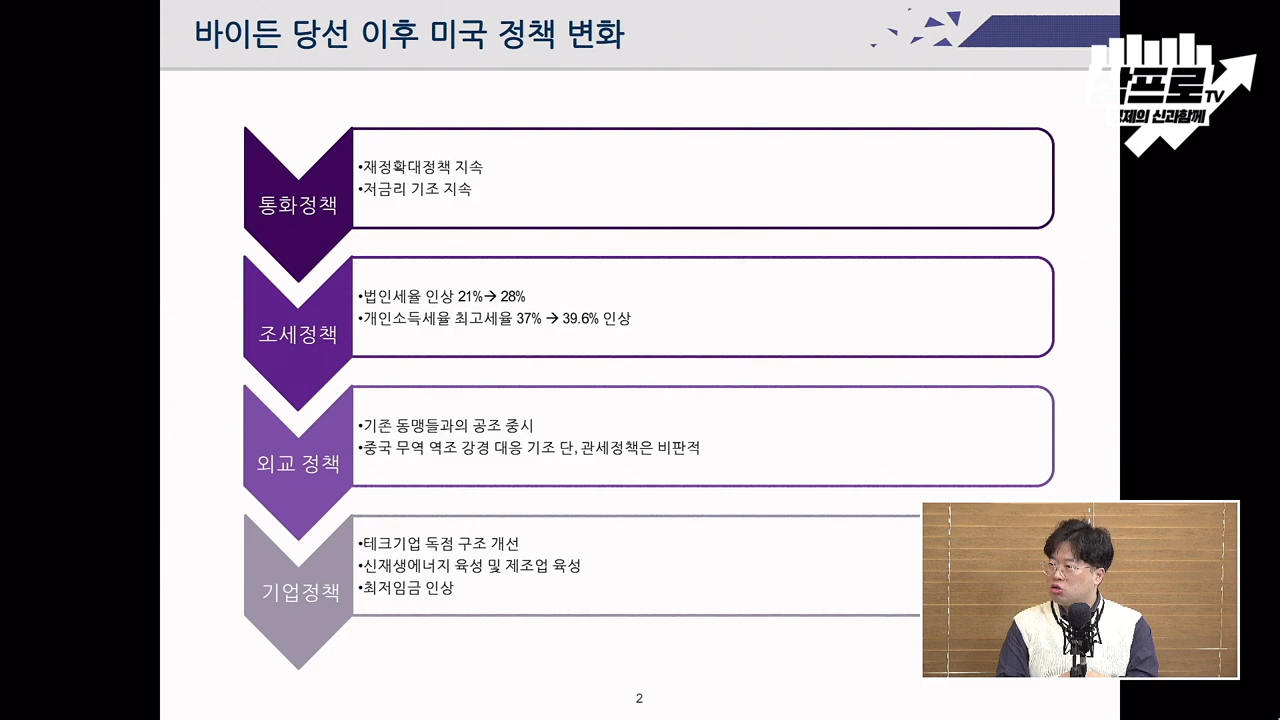 바이든 당선 이후 미국 정책 변화
삼프로TV
경제의 신과함께
통화정책
•재정확대정책 지속
•저금리 기조 지속
조세정책
•법인세율 인상 21%→ 28%
•개인소득세율 최고세율 37% → 39.6% 인상
외교 정책
•기존 동맹들과의 공조 중시
•중국 무역 역조 강경 대응 기조 단, 관세정책은 비판적
기업정책
•테크기업 독점 구조 개선
•신재생에너지 육성 및 제조업 육성
•최저임금 인상
2